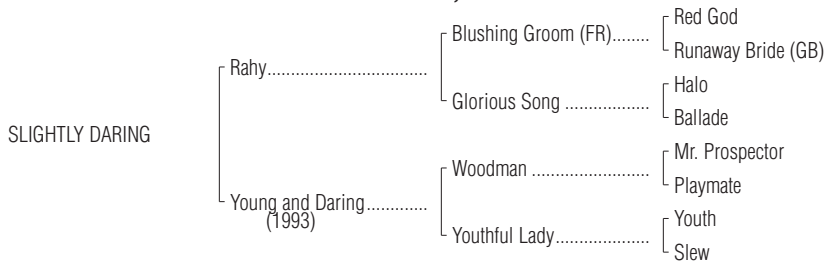 Red God
Blushing Groom (FR)........
Runaway Bride (GB)
Rahy..................................
Halo
Glorious Song ....................
Ballade
SLIGHTLY DARING
Mr. Prospector
Woodman ...........................
Playmate
Young and Daring.............
(1993)
Youth
Youthful Lady......................
Slew